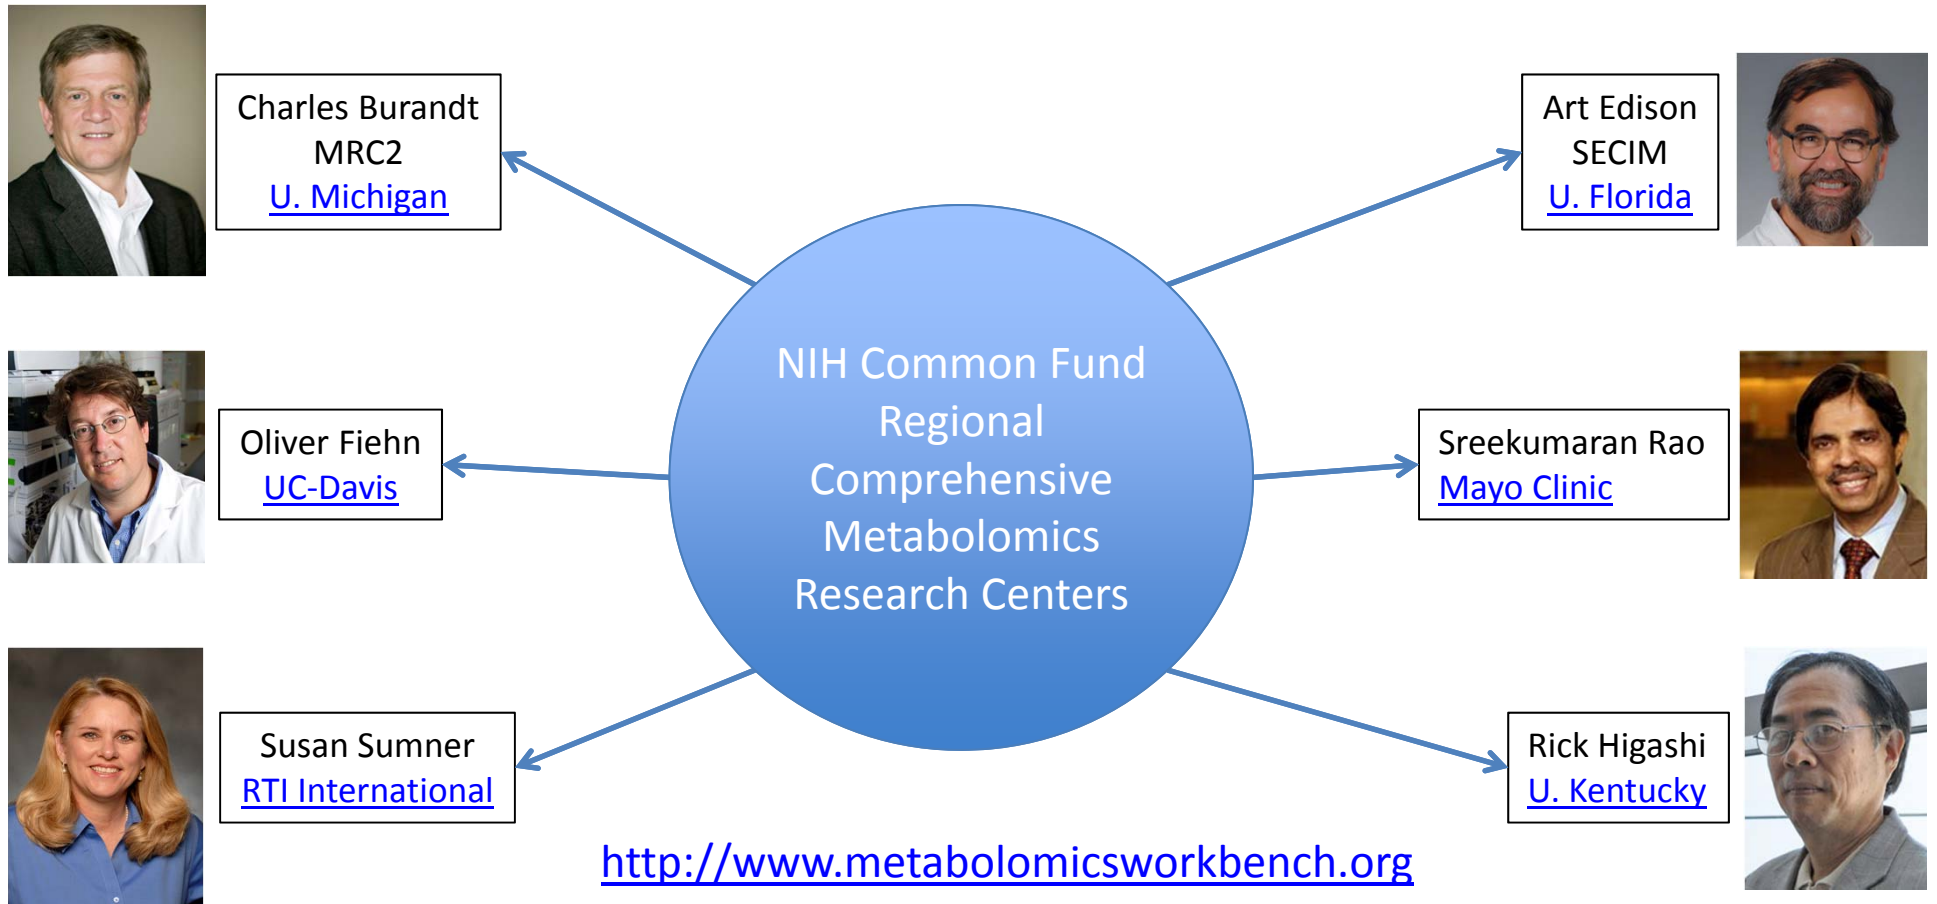 Charles Burandt
MRC2
U. Michigan
Art Edison
SECIM
U. Florida
NIH Common Fund
Regional
Comprehensive
Metabolomics
Research Centers
Oliver Fiehn
UC-Davis
Sreekumaran Rao
Mayo Clinic
Susan Sumner
RTI International
Rick Higashi
U. Kentucky
http://www.metabolomicsworkbench.org